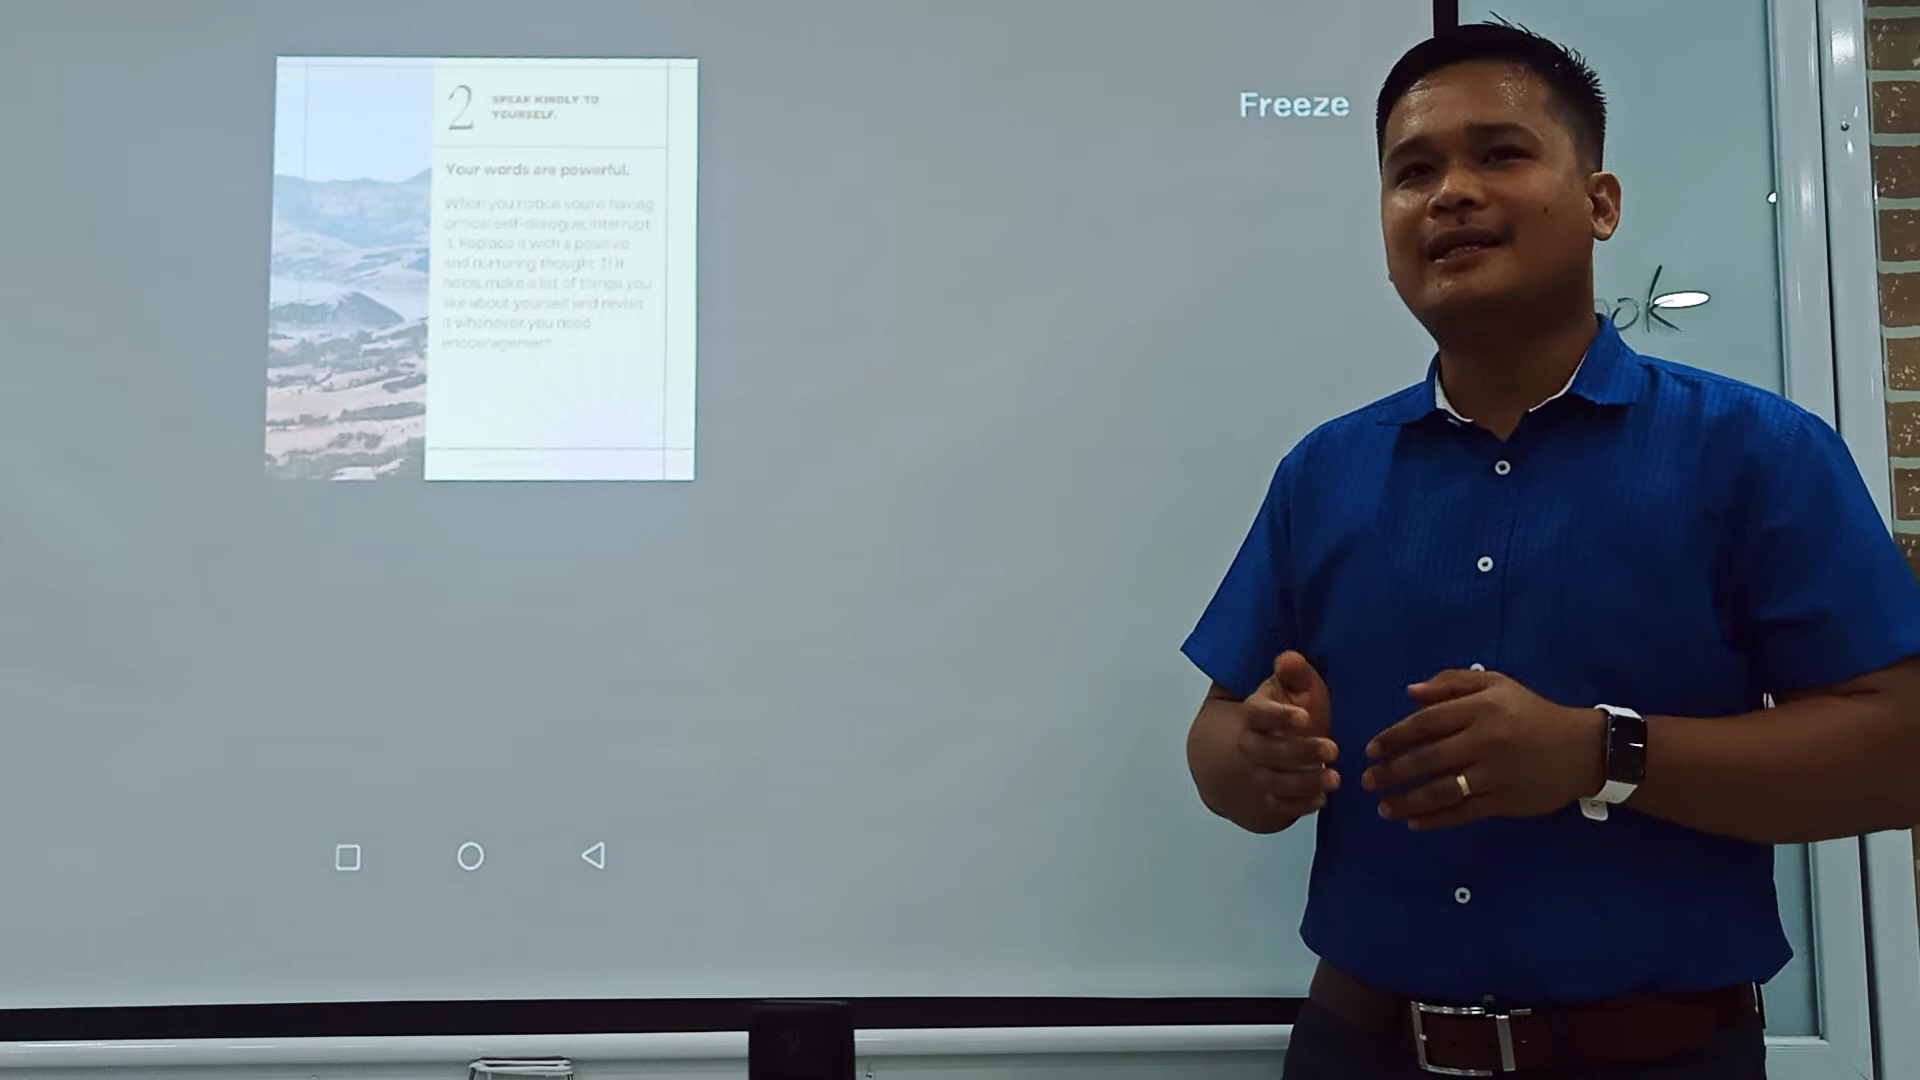 2
SPEAK KINDLY TO
YOURSELF.
Your words are powerful.
When you notice you're having
critical self-dialogue, interrupt
it. Replace it with a positive
and nurturing thought. If it
helps, make a list of things you
like about yourself and revisit
it whenever you need
encouragement.
Freeze